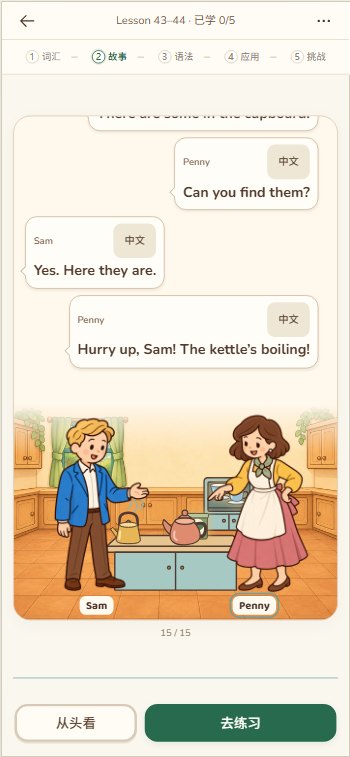 Lesson 43–44 · 已学 0/5
1 词汇 – 2 故事 – 3 语法 – 4 应用 – 5 挑战
There are some in the cupboard.
Penny 中文
Can you find them?
Sam 中文
Yes. Here they are.
Penny 中文
Hurry up, Sam! The kettle’s boiling!
Sam Penny
15 / 15
从头看 去练习